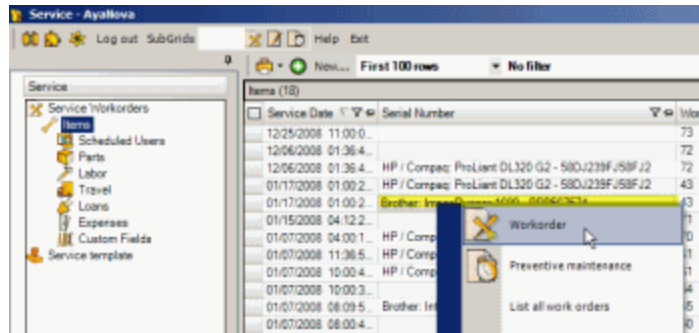 Service - AyaNova
Log out SubGrids Help Exit
New... First 100 rows No filter
Service
Items (18)
Service Workorders
Items
Scheduled Users
Parts
Labor
Travel
Loans
Expenses
Custom Fields
Service template
Service Date Serial Number Wor
12/25/2008 11:00:0... 73
12/06/2008 01:36:4... 72
12/06/2008 01:36:4... HP / Compaq: ProLiant DL320 G2 - 72
01/17/2008 01:00:2... HP / Compaq: ProLiant DL320 G2 - 43
01/17/2008 01:00:2... Brother: 43
01/15/2008 04:12:2...
01/07/2008 04:00:1... HP / Comp
01/07/2008 11:36:5... HP / Comp
01/07/2008 10:00:4... HP / Comp
01/07/2008 10:00:3...
01/07/2008 08:09:5... Brother: Int
01/07/2008 08:00:4...
Workorder
Preventive maintenance
List all work orders